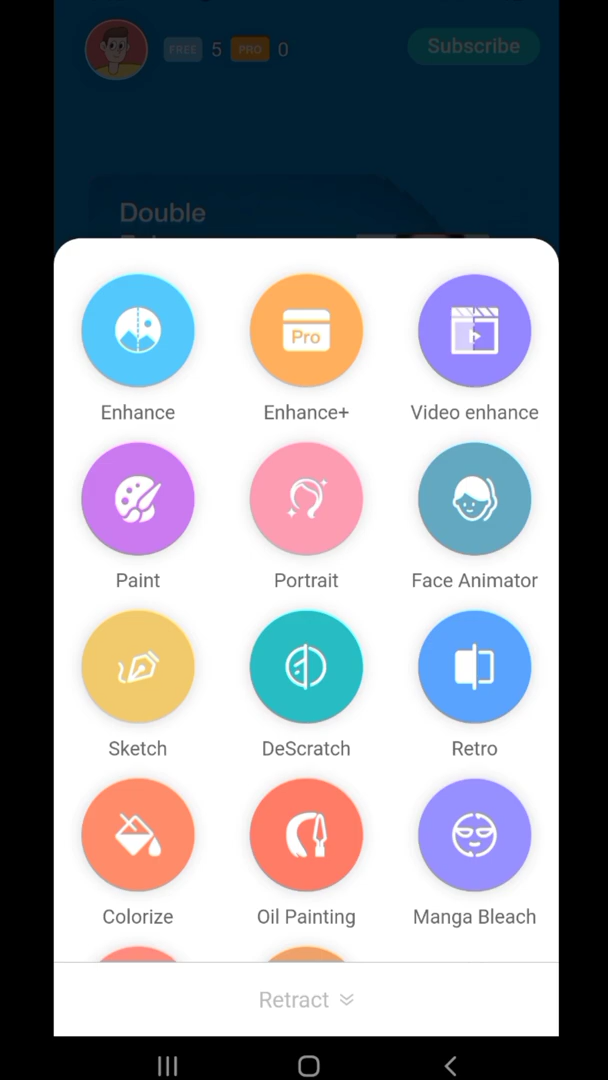 FREE 5 PRO 0 Subscribe
Double
Pro
Enhance Enhance+ Video enhance
Paint Portrait Face Animator
Sketch DeScratch Retro
Colorize Oil Painting Manga Bleach
Retract